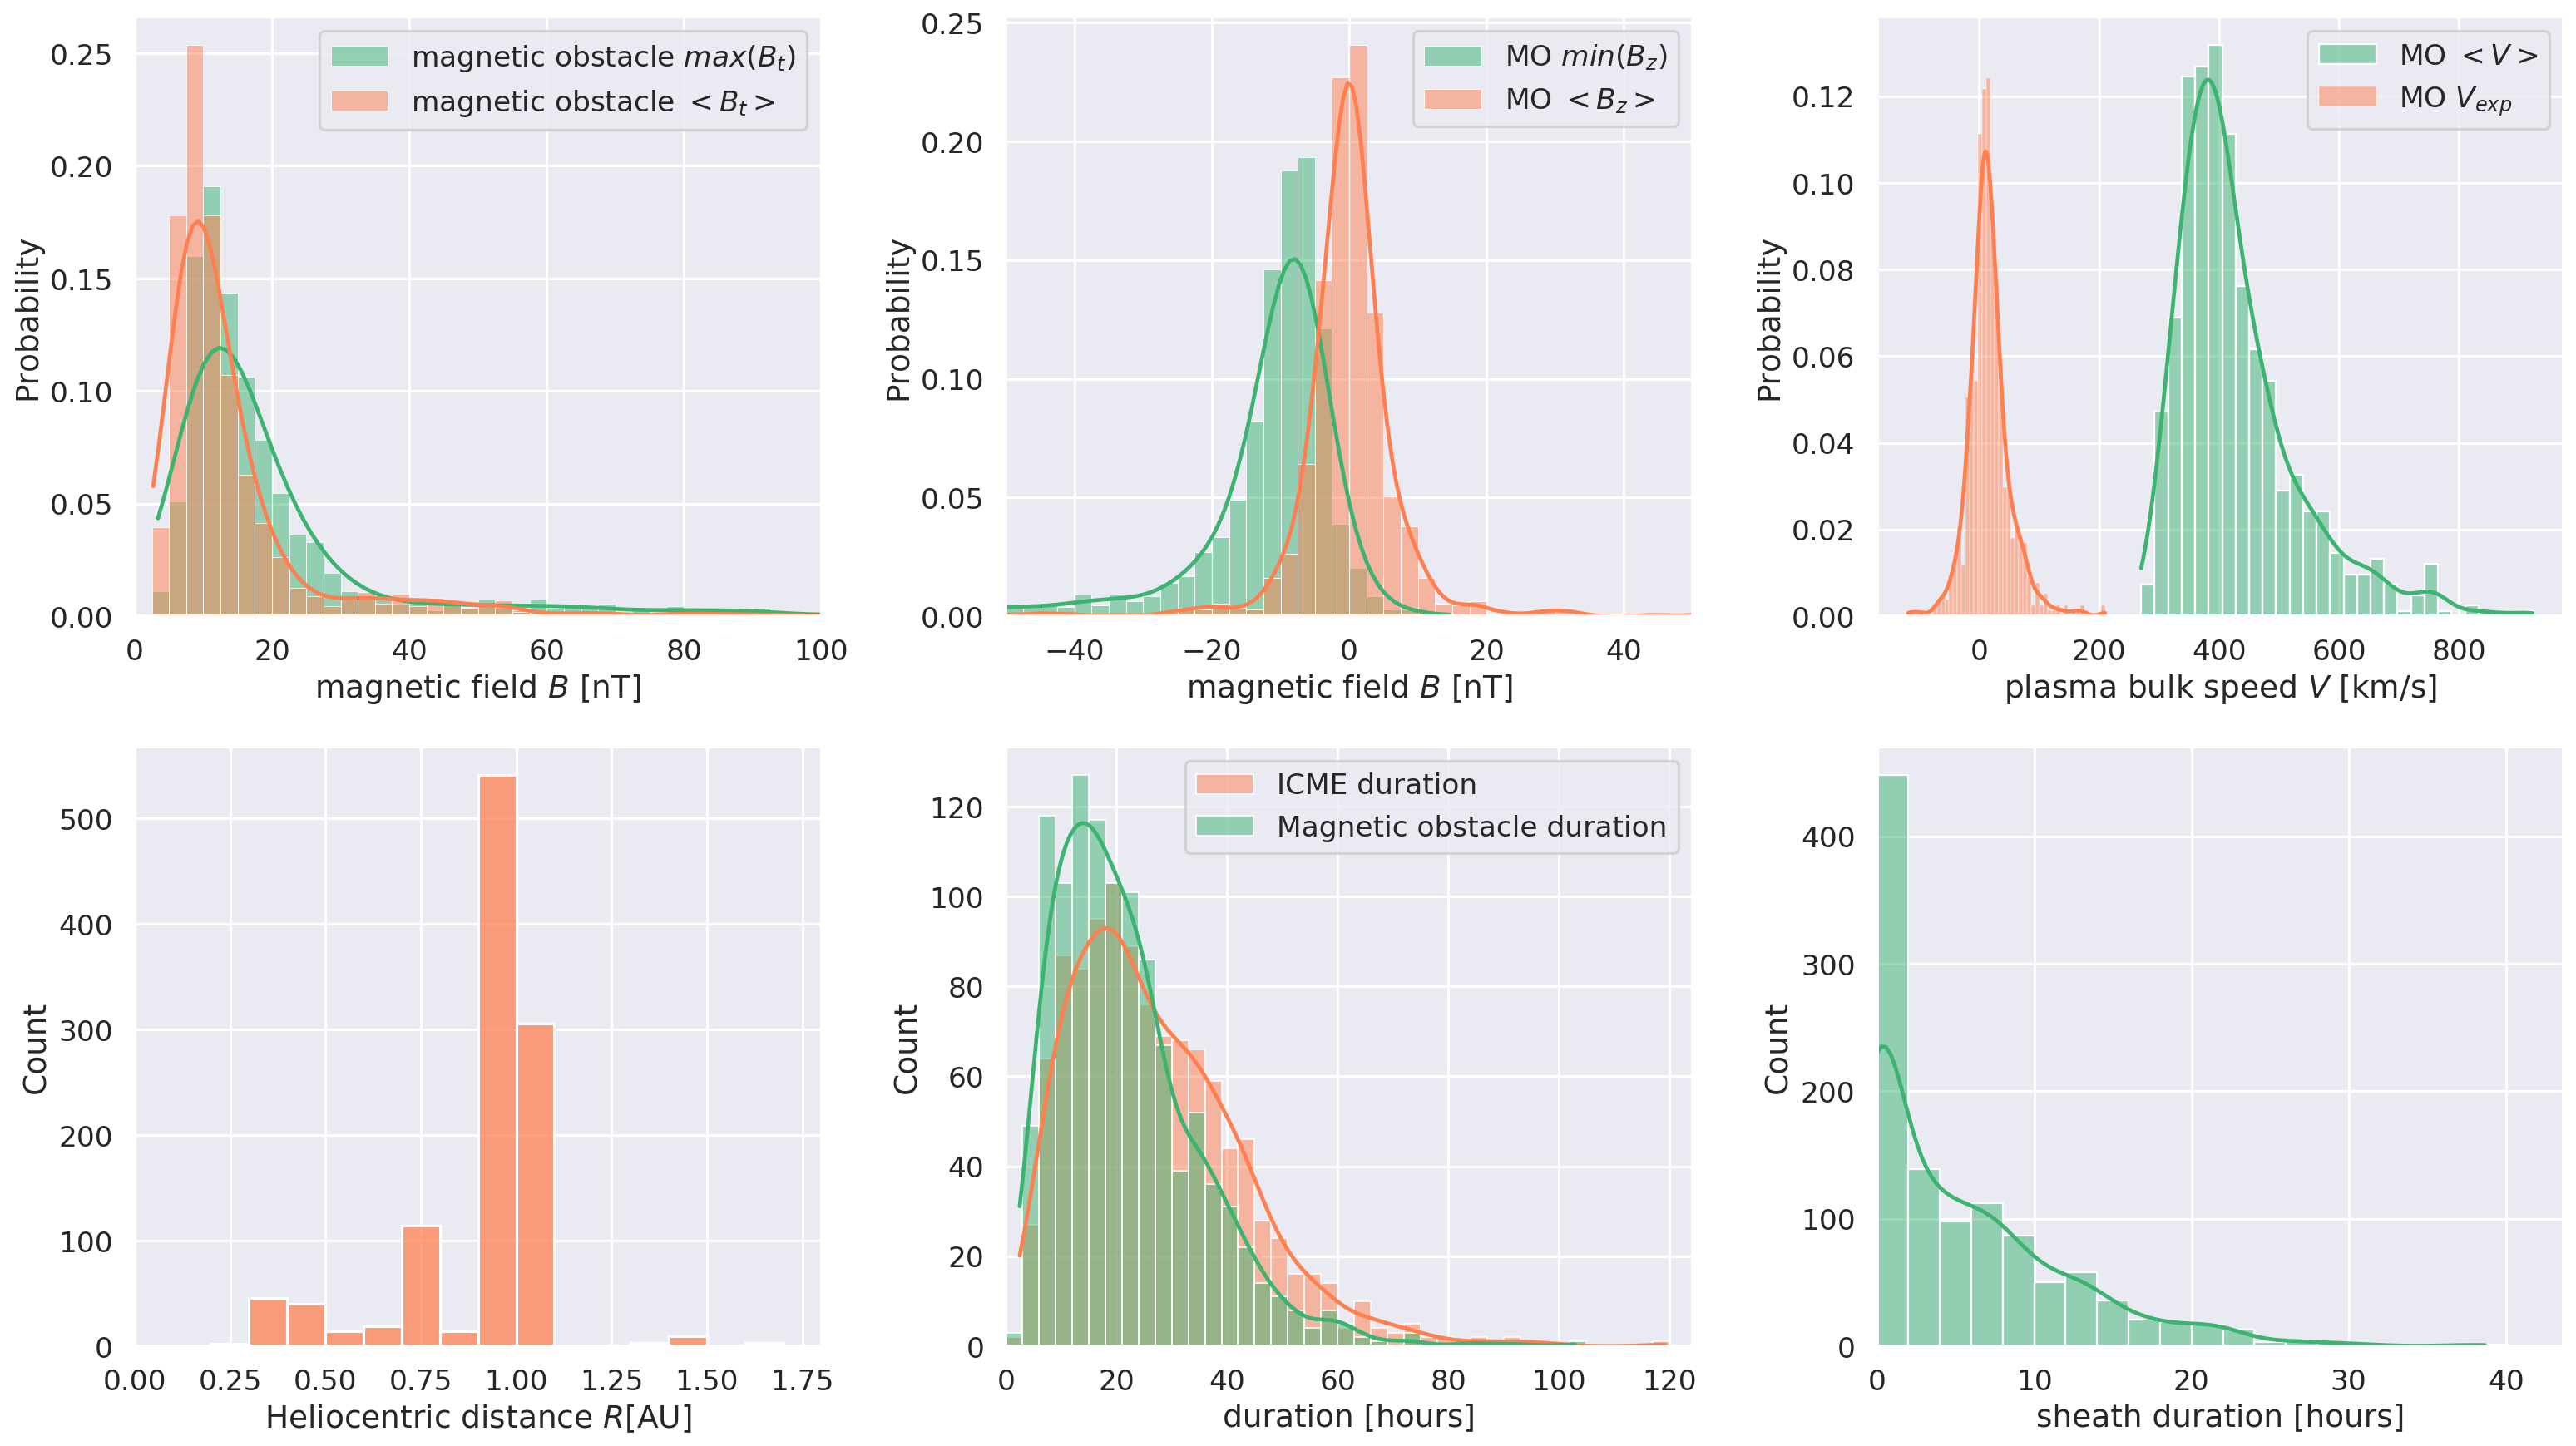 0.25
0.20
0.15
0.10
0.05
0.00
Probability
magnetic obstacle max(B_t)
magnetic obstacle <B_t>
0 20 40 60 80 100
magnetic field B [nT]
0.25
0.20
0.15
0.10
0.05
0.00
Probability
MO min(B_z)
MO <B_z>
−40 −20 0 20 40
magnetic field B [nT]
0.12
0.10
0.08
0.06
0.04
0.02
0.00
Probability
MO <V>
MO V_exp
0 200 400 600 800
plasma bulk speed V [km/s]
500
400
300
200
100
0
Count
0.00 0.25 0.50 0.75 1.00 1.25 1.50 1.75
Heliocentric distance R[AU]
120
100
80
60
40
20
0
Count
ICME duration
Magnetic obstacle duration
0 20 40 60 80 100 120
duration [hours]
400
300
200
100
0
Count
0 10 20 30 40
sheath duration [hours]